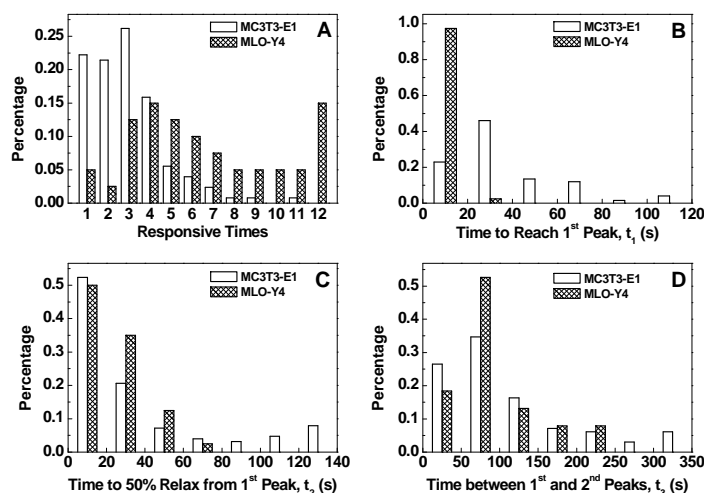 A
MC3T3-E1
MLO-Y4
Percentage
0.25
0.20
0.15
0.10
0.05
0.00
1 2 3 4 5 6 7 8 9 10 11 12
Responsive Times
B
MC3T3-E1
MLO-Y4
Percentage
1.0
0.8
0.6
0.4
0.2
0.0
0 20 40 60 80 100 120
Time to Reach 1st Peak, t1 (s)
C
MC3T3-E1
MLO-Y4
Percentage
0.5
0.4
0.3
0.2
0.1
0.0
0 20 40 60 80 100 120 140
Time to 50% Relax from 1st Peak, t2 (s)
D
MC3T3-E1
MLO-Y4
Percentage
0.5
0.4
0.3
0.2
0.1
0.0
0 50 100 150 200 250 300 350
Time between 1st and 2nd Peaks, t3 (s)